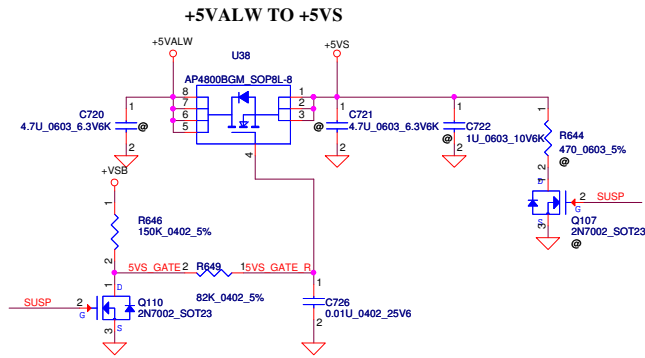 +5VALW TO +5VS
+5VALW
+5VS
U38
AP4800BGM_SOP8L-8
8
7
6
5
1
2
3
4
1
C720
4.7U_0603_6.3V6K
@
2
1
C721
4.7U_0603_6.3V6K
@
2
1
C722
1U_0603_10V6K
@
2
1
R644
470_0603_5%
@
2
1
D
SUSP
2
G
S
3
Q107
2N7002_SOT23
@
+VSB
1
R646
150K_0402_5%
2
5VS_GATE
2
R649
1
5VS_GATE_R
82K_0402_5%
1
C726
0.01U_0402_25V6
2
SUSP
2
G
1
D
Q110
2N7002_SOT23
S
3